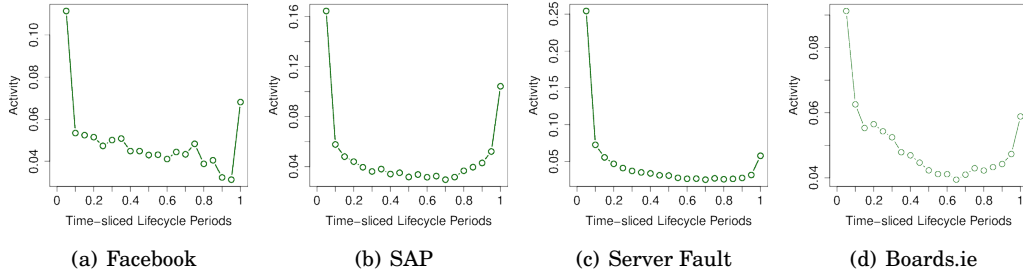 0.10
0.08
0.06
0.04
Activity
0 0.2 0.4 0.6 0.8 1
Time−sliced Lifecycle Periods
(a) Facebook
0.16
0.12
0.08
0.04
Activity
0 0.2 0.4 0.6 0.8 1
Time−sliced Lifecycle Periods
(b) SAP
0.25
0.20
0.15
0.10
0.05
Activity
0 0.2 0.4 0.6 0.8 1
Time−sliced Lifecycle Periods
(c) Server Fault
0.08
0.06
0.04
Activity
0 0.2 0.4 0.6 0.8 1
Time−sliced Lifecycle Periods
(d) Boards.ie